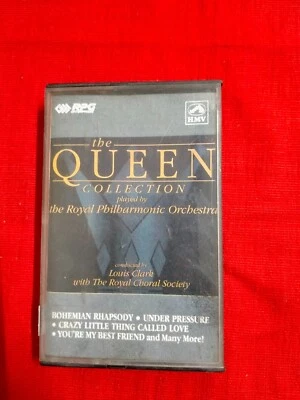 RPG
HMV
the
QUEEN
COLLECTION
played by
the Royal Philharmonic Orchestra
conducted by
Louis Clark
with The Royal Choral Society
BOHEMIAN RHAPSODY • UNDER PRESSURE
• CRAZY LITTLE THING CALLED LOVE
• YOU'RE MY BEST FRIEND and Many More!